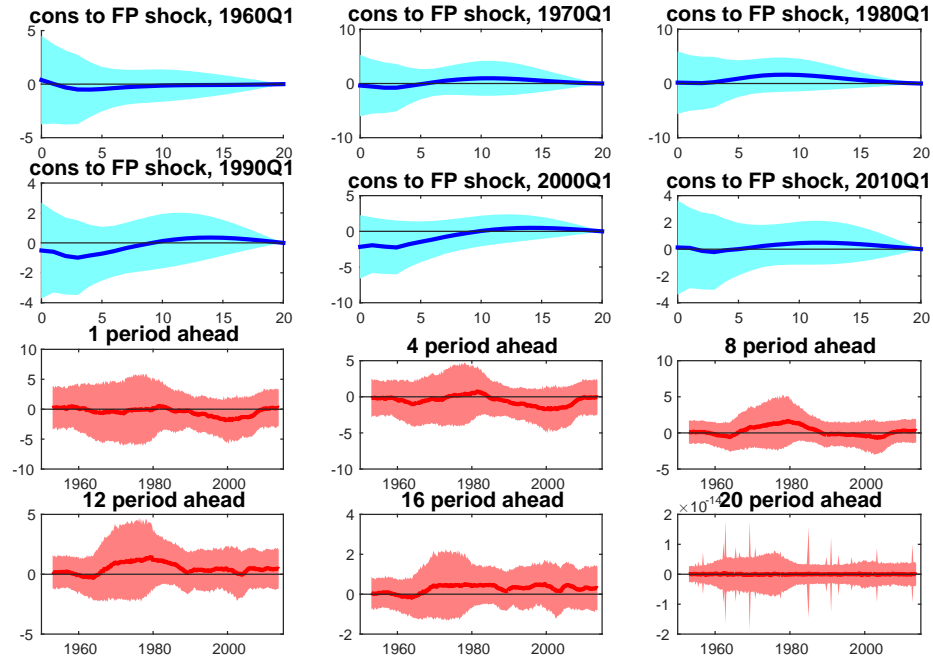 cons to FP shock, 1960Q1 cons to FP shock, 1970Q1 cons to FP shock, 1980Q1
5 10 10
0 0 0
-5 -10 -10
0 5 10 15 20 0 5 10 15 20 0 5 10 15 20
cons to FP shock, 1990Q1 cons to FP shock, 2000Q1 cons to FP shock, 2010Q1
4 5 4
2 0 2
0 -5 0
-2 -10 -2
-4 -4
0 5 10 15 20 0 5 10 15 20 0 5 10 15 20
1 period ahead 4 period ahead 8 period ahead
10 5 10
5 0 5
0 -5 0
-5 -10 -5
-10
1960 1980 2000 1960 1980 2000 1960 1980 2000
12 period ahead 16 period ahead ×10-14 20 period ahead
5 4 2
0 2 1
-5 0 0
-2 -1
-2
1960 1980 2000 1960 1980 2000 1960 1980 2000